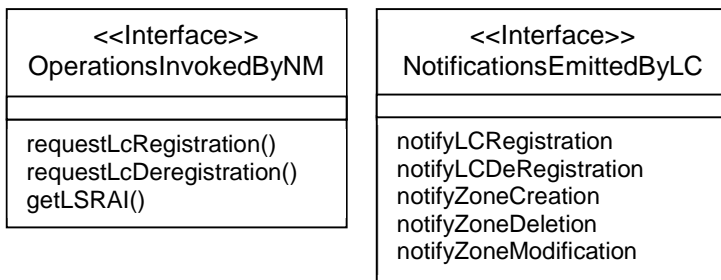 <<Interface>>
OperationsInvokedByNM
requestLcRegistration()
requestLcDeregistration()
getLSRAI()
<<Interface>>
NotificationsEmittedByLC
notifyLCRegistration
notifyLCDeRegistration
notifyZoneCreation
notifyZoneDeletion
notifyZoneModification